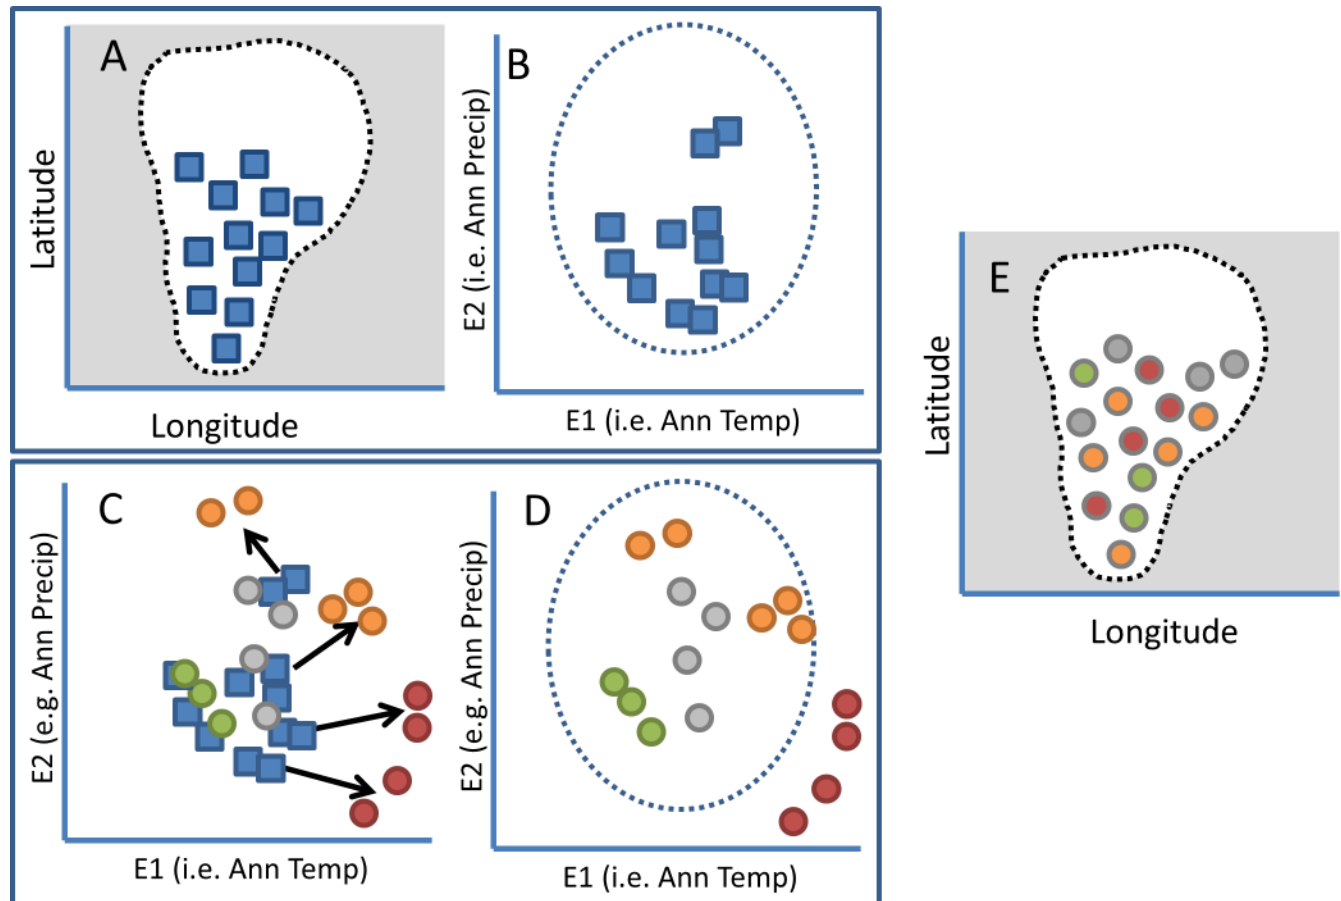 A
Latitude
Longitude
B
E2 (i.e. Ann Precip)
E1 (i.e. Ann Temp)
C
E2 (e.g. Ann Precip)
E1 (i.e. Ann Temp)
D
E2 (e.g. Ann Precip)
E1 (i.e. Ann Temp)
E
Latitude
Longitude